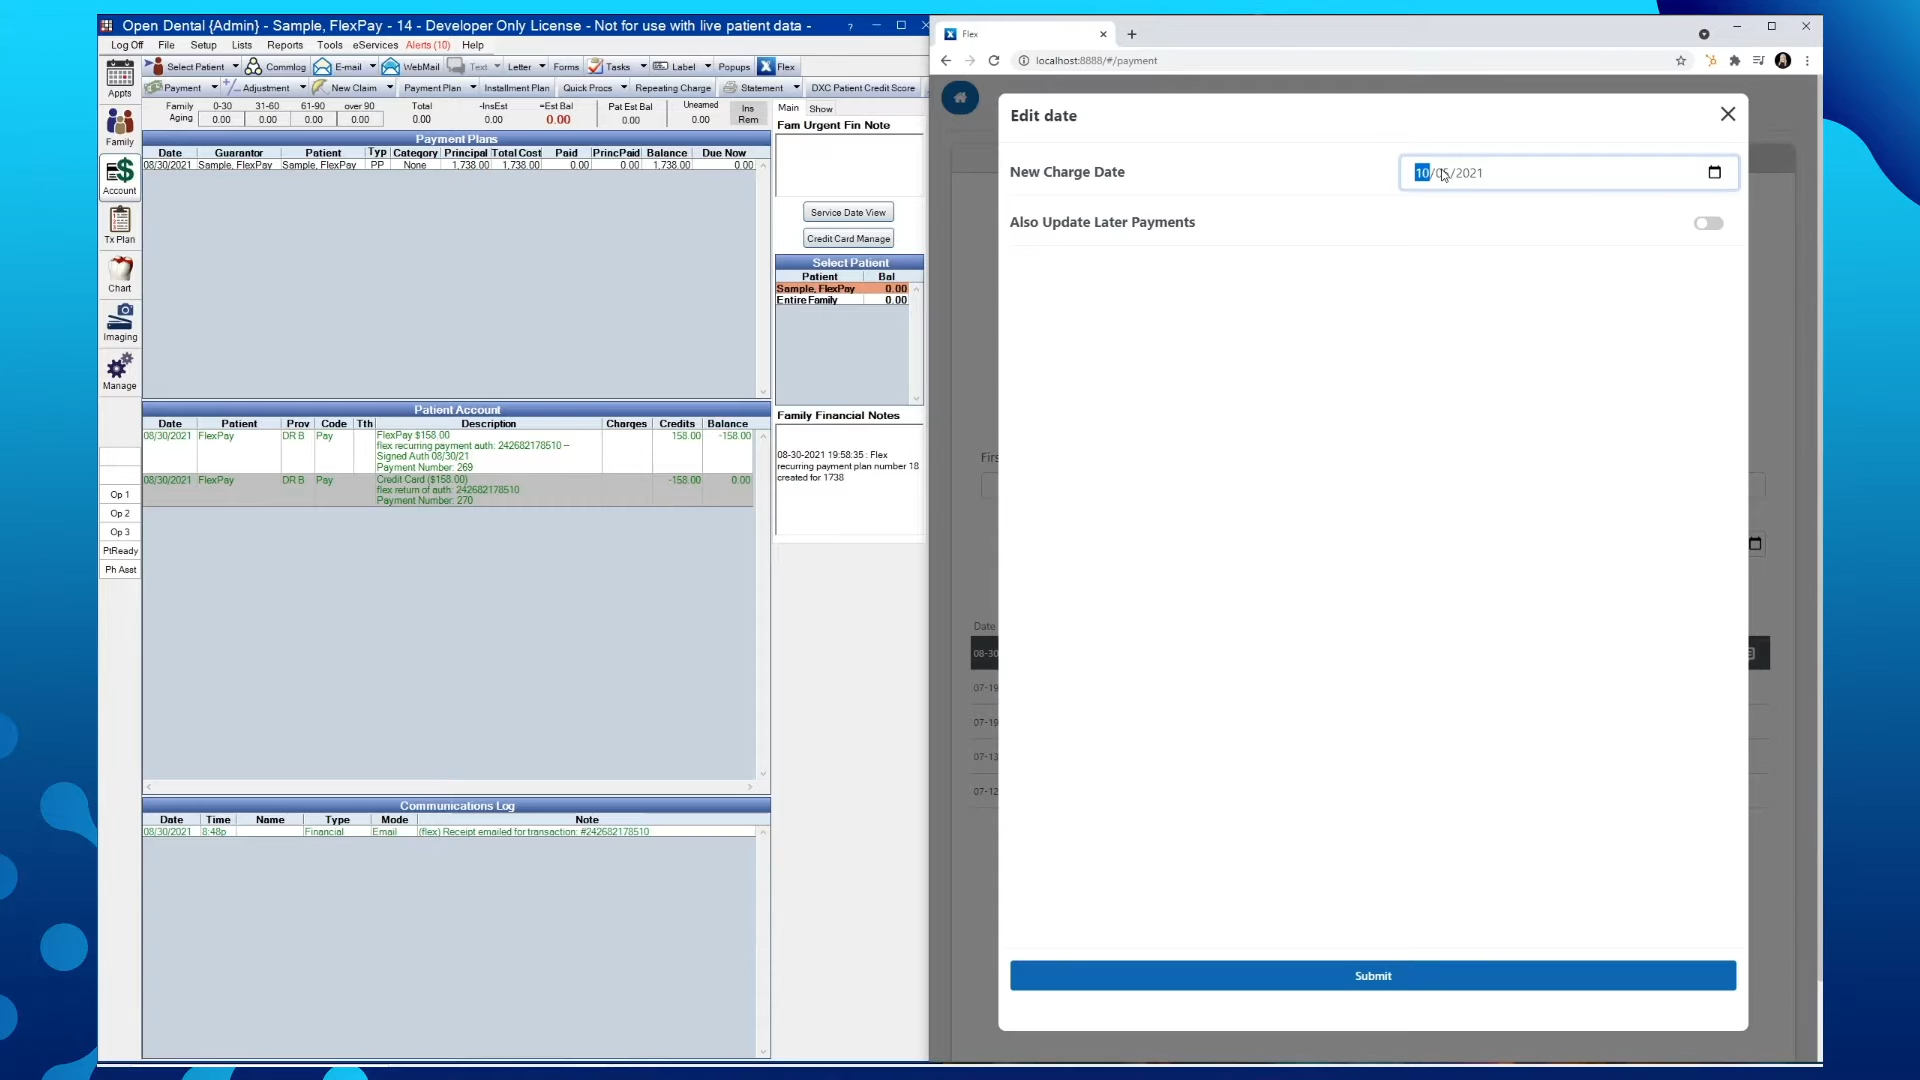 Open Dental {Admin} - Sample, FlexPay - 14 - Developer Only License - Not for use with live patient data -
Log Off File Setup Lists Reports Tools eServices Alerts (10) Help
Select Patient Commlog E-mail WebMail Text Letter Forms Tasks Label Popups Flex
Payment Adjustment New Claim Payment Plan Installment Plan Quick Procs Repeating Charge Statement DXC Patient Credit Score
Appts
Family
Account
Tx Plan
Chart
Imaging
Manage
Op 1
Op 2
Op 3
PtReady
Ph Asst
Family Aging 0-30 31-60 61-90 over 90 Total -InsEst =Est Bal Pat Est Bal Unearned Ins Rem
0.00 0.00 0.00 0.00 0.00 0.00 0.00 0.00 0.00
Payment Plans
Date Guarantor Patient Typ Category Principal Total Cost Paid PrincPaid Balance Due Now
08/30/2021 Sample, FlexPay Sample, FlexPay PP None 1,738.00 1,738.00 0.00 0.00 1,738.00 0.00
Patient Account
Date Patient Prov Code Tth Description Charges Credits Balance
08/30/2021 FlexPay DR B Pay FlexPay $158.00 158.00 -158.00
flex recurring payment auth: 242682178510 --
Signed Auth 08/30/21
Payment Number: 269
08/30/2021 FlexPay DR B Pay Credit Card ($158.00) -158.00 0.00
flex return of auth: 242682178510
Payment Number: 270
Communications Log
Date Time Name Type Mode Note
08/30/2021 8:48p Financial Email (flex) Receipt emailed for transaction: #242682178510
Main Show
Fam Urgent Fin Note
Service Date View
Credit Card Manage
Select Patient
Patient Bal
Sample, FlexPay 0.00
Entire Family 0.00
Family Financial Notes
08-30-2021 19:58:35 : Flex
recurring payment plan number 18
created for 1738
Flex
localhost:8888/#/payment
Edit date
New Charge Date 10/05/2021
Also Update Later Payments
Submit
Firs
Date
08-30
07-19
07-19
07-13
07-12